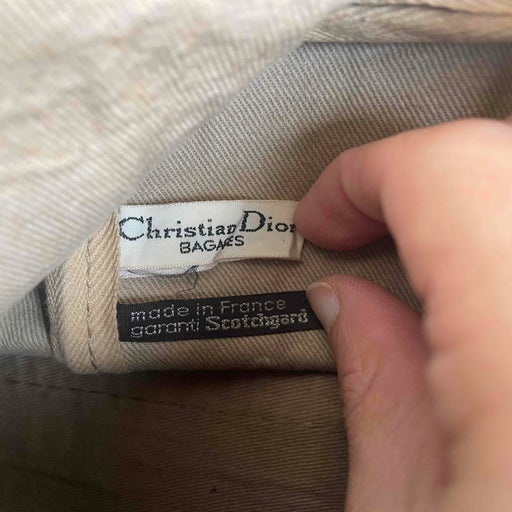 Christian Dior
BAGAGES
made in France
garanti Scotchgard